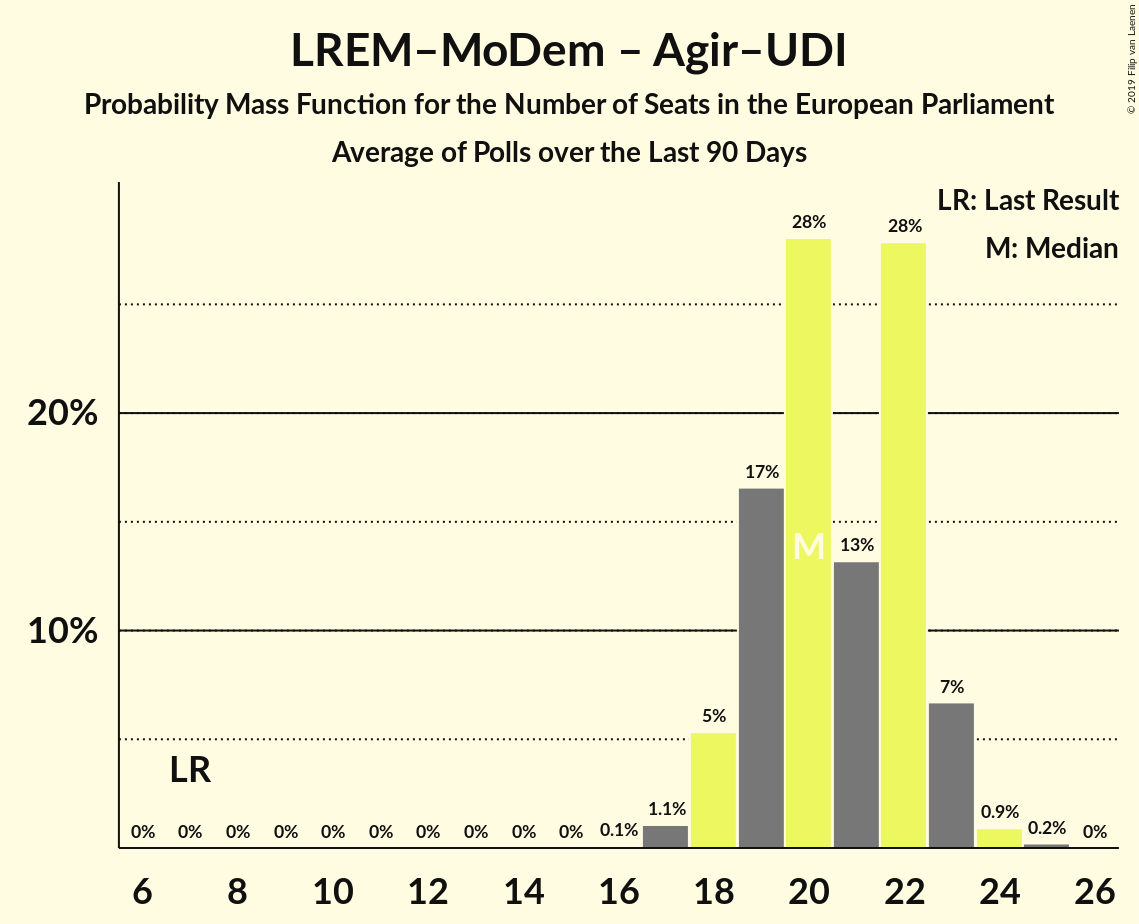 LREM–MoDem – Agir–UDI
Probability Mass Function for the Number of Seats in the European Parliament
Average of Polls over the Last 90 Days
© 2019 Filip van Laenen
LR: Last Result
M: Median
28%
28%
20%
17%
M
13%
10%
7%
5%
LR
1.1%
0.9%
0% 0% 0% 0% 0% 0% 0% 0% 0% 0% 0.1% 0.2% 0%
6 8 10 12 14 16 18 20 22 24 26